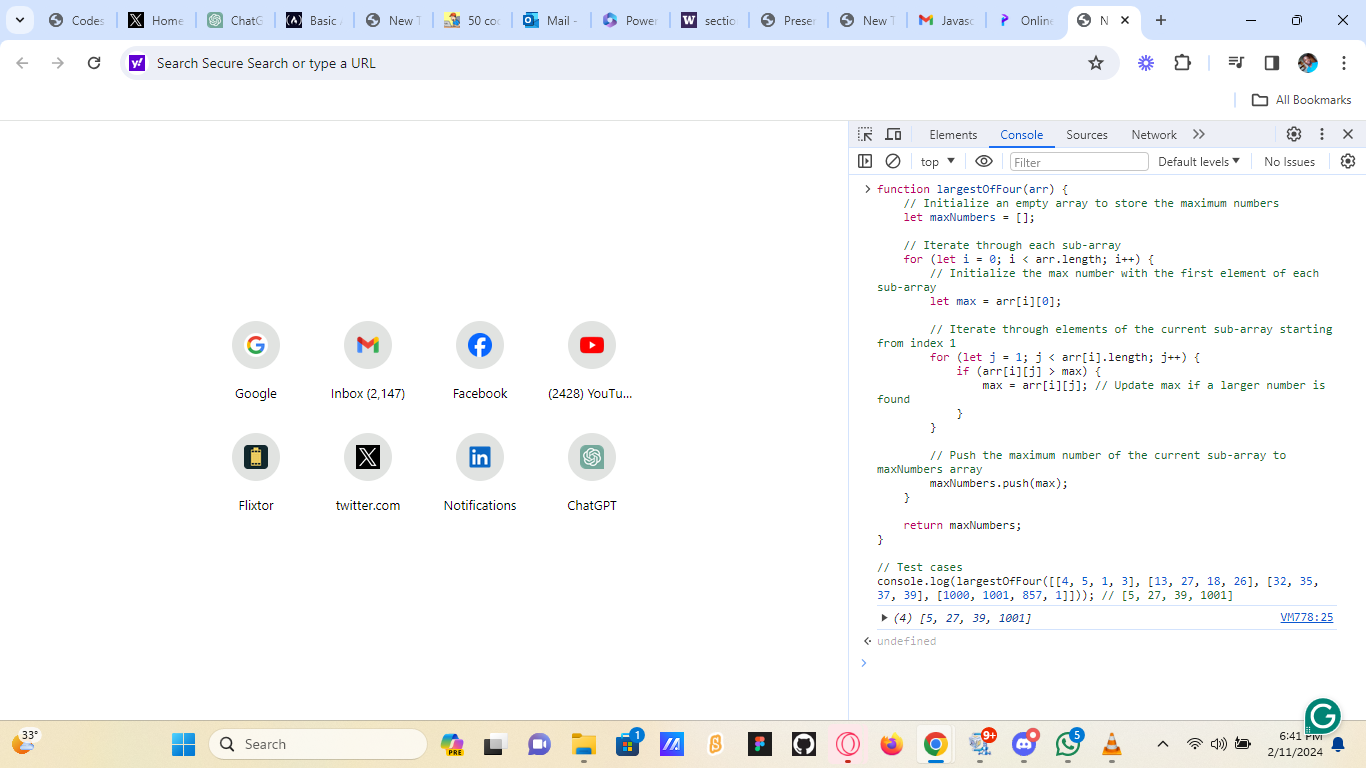 Codes
Home
ChatG
Basic A
New T
50 coc
Mail -
Power
sectio
Preser
New T
Javasc
Online
N
Search Secure Search or type a URL
All Bookmarks
Elements
Console
Sources
Network
top
Filter
Default levels
No Issues
function largestOfFour(arr) {
// Initialize an empty array to store the maximum numbers
let maxNumbers = [];
// Iterate through each sub-array
for (let i = 0; i < arr.length; i++) {
// Initialize the max number with the first element of each
sub-array
let max = arr[i][0];
// Iterate through elements of the current sub-array starting
from index 1
for (let j = 1; j < arr[i].length; j++) {
if (arr[i][j] > max) {
max = arr[i][j]; // Update max if a larger number is
found
}
}
// Push the maximum number of the current sub-array to
maxNumbers array
maxNumbers.push(max);
}
return maxNumbers;
}
// Test cases
console.log(largestOfFour([[4, 5, 1, 3], [13, 27, 18, 26], [32, 35,
37, 39], [1000, 1001, 857, 1]])); // [5, 27, 39, 1001]
(4) [5, 27, 39, 1001]
VM778:25
undefined
Google
Inbox (2,147)
Facebook
(2428) YouTu...
Flixtor
twitter.com
Notifications
ChatGPT
33°
Search
PRE
1
9+
5
6:41 PM
2/11/2024